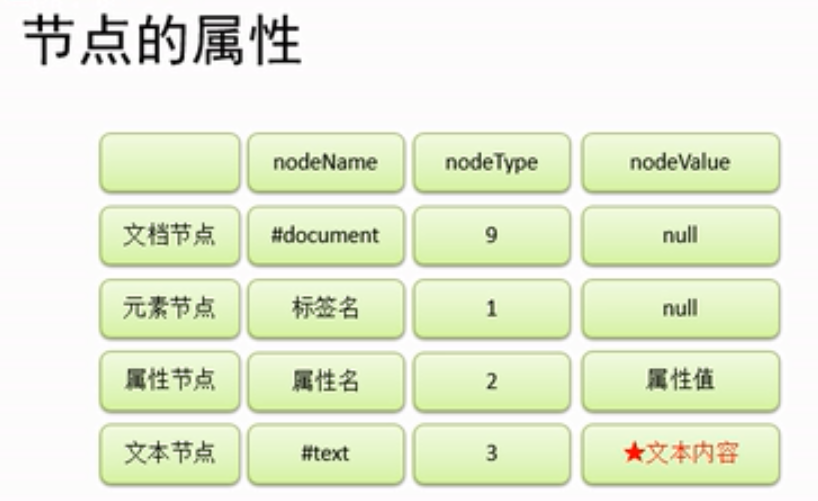 节点的属性
nodeName nodeType nodeValue
文档节点 #document 9 null
元素节点 标签名 1 null
属性节点 属性名 2 属性值
文本节点 #text 3 ★文本内容